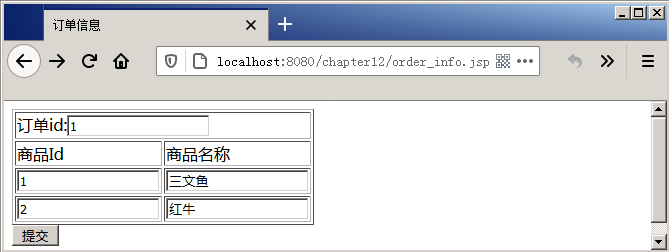 订单信息
localhost:8080/chapter12/order_info.jsp
订单id:1
商品Id 商品名称
1 三文鱼
2 红牛
提交